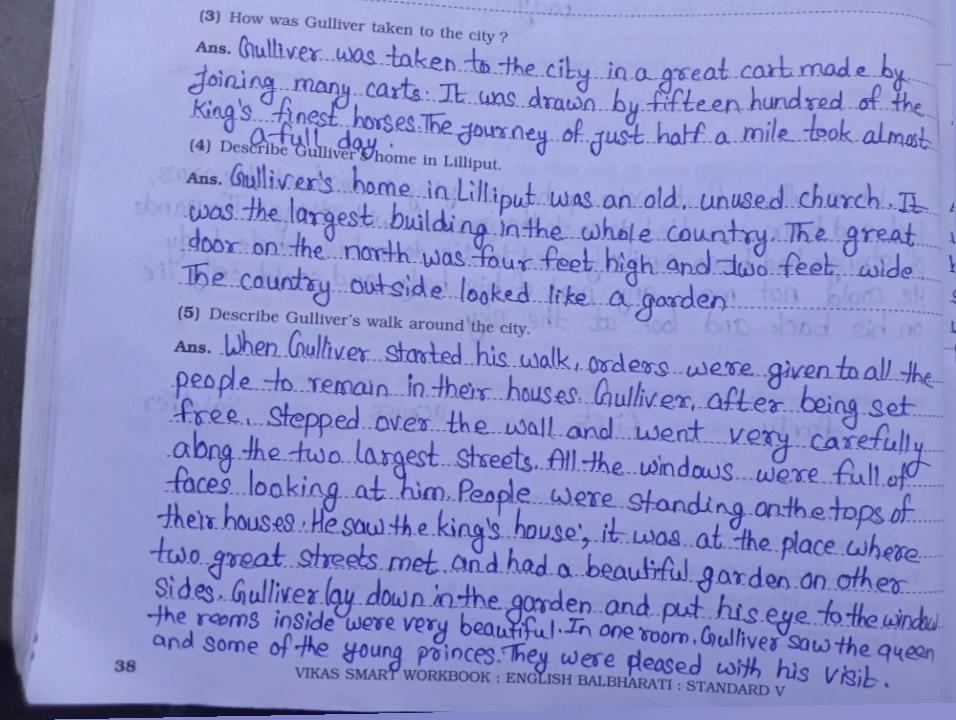 (3) How was Gulliver taken to the city ?
Ans. Gulliver was taken to the city in a great cart made by
Joining many carts. It was drawn by fifteen hundred of the
King's finest horses. The journey of just half a mile took almost
a full day.
(4) Describe Gulliver's home in Lilliput.
Ans. Gulliver's home in Lilliput was an old, unused church. It
was the largest building in the whole country. The great
door on the north was four feet high and two feet wide
The country outside looked like a garden.
(5) Describe Gulliver's walk around the city.
Ans. When Gulliver started his walk, orders were given to all the
people to remain in their houses. Gulliver, after being set
free, stepped over the wall and went very carefully
along the two largest streets. All the windows were full of
faces looking at him. People were standing on the tops of
their houses. He saw the king's house; it was at the place where
two great streets met and had a beautiful garden on other
sides. Gulliver lay down in the garden and put his eye to the window
the rooms inside were very beautiful. In one room, Gulliver saw the queen
and some of the young princes. They were pleased with his visit.
38
VIKAS SMART WORKBOOK : ENGLISH BALBHARATI : STANDARD V